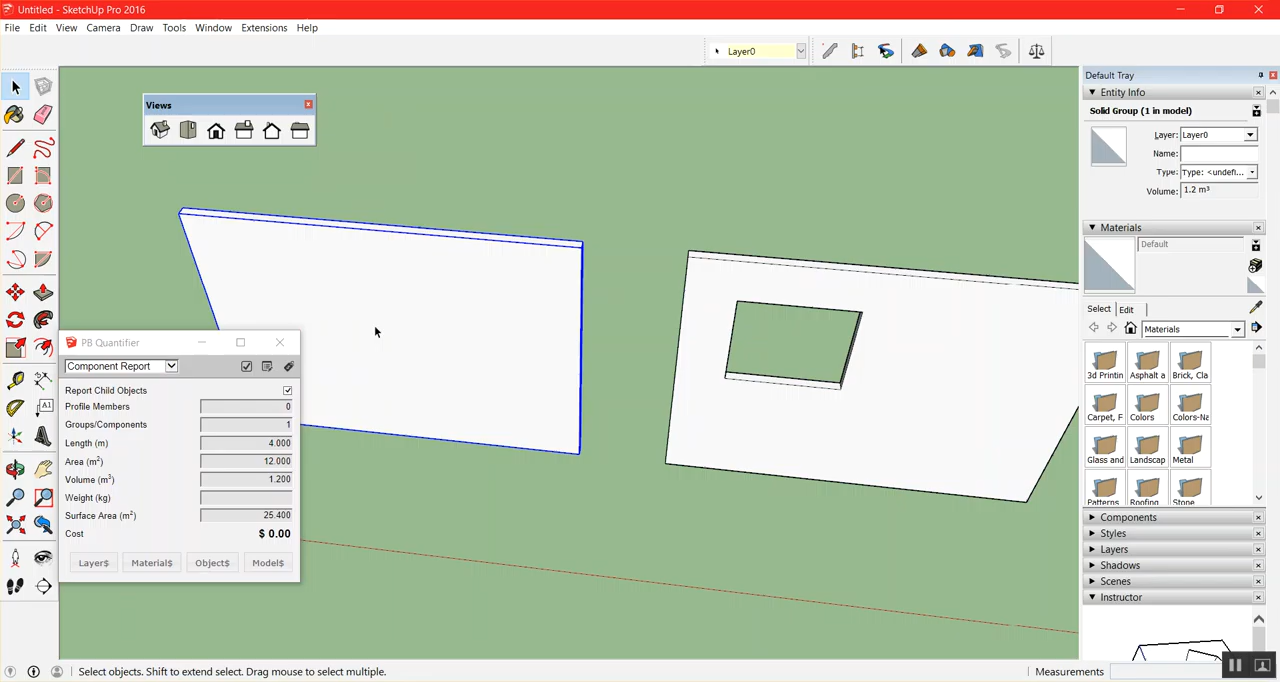 Untitled - SketchUp Pro 2016
File Edit View Camera Draw Tools Window Extensions Help
Layer0
Default Tray
Views
Entity Info
Solid Group (1 in model)
Layer: Layer0
Name:
Type: Type: <undefi...
Volume: 1.2 m³
Materials
Default
Select Edit
Materials
3d Printin Asphalt a Brick, Cla
Carpet, F Colors Colors-Na
Glass and Landscap Metal
Patterns Roofing Stone
Components
Styles
Layers
Shadows
Scenes
Instructor
PB Quantifier
Component Report
Report Child Objects
Profile Members 0
Groups/Components 1
Length (m) 4.000
Area (m²) 12.000
Volume (m³) 1.200
Weight (kg)
Surface Area (m²) 25.400
Cost $ 0.00
Layer$ Material$ Object$ Model$
A1
Select objects. Shift to extend select. Drag mouse to select multiple.
Measurements